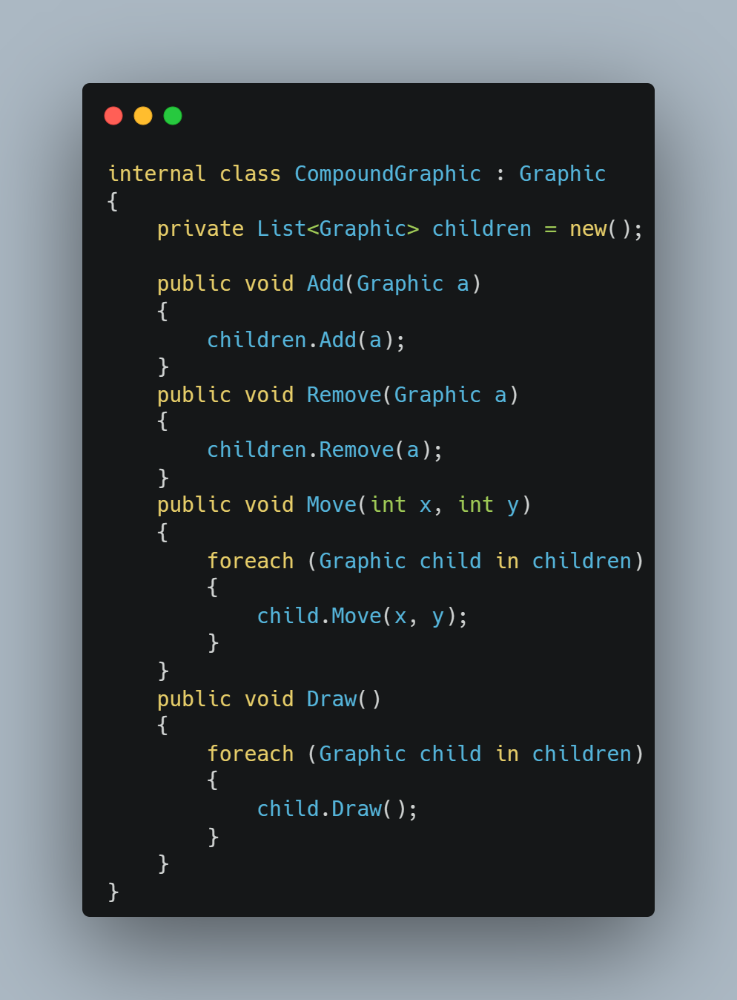 internal class CompoundGraphic : Graphic
{
    private List<Graphic> children = new();

    public void Add(Graphic a)
    {
        children.Add(a);
    }
    public void Remove(Graphic a)
    {
        children.Remove(a);
    }
    public void Move(int x, int y)
    {
        foreach (Graphic child in children)
        {
            child.Move(x, y);
        }
    }
    public void Draw()
    {
        foreach (Graphic child in children)
        {
            child.Draw();
        }
    }
}